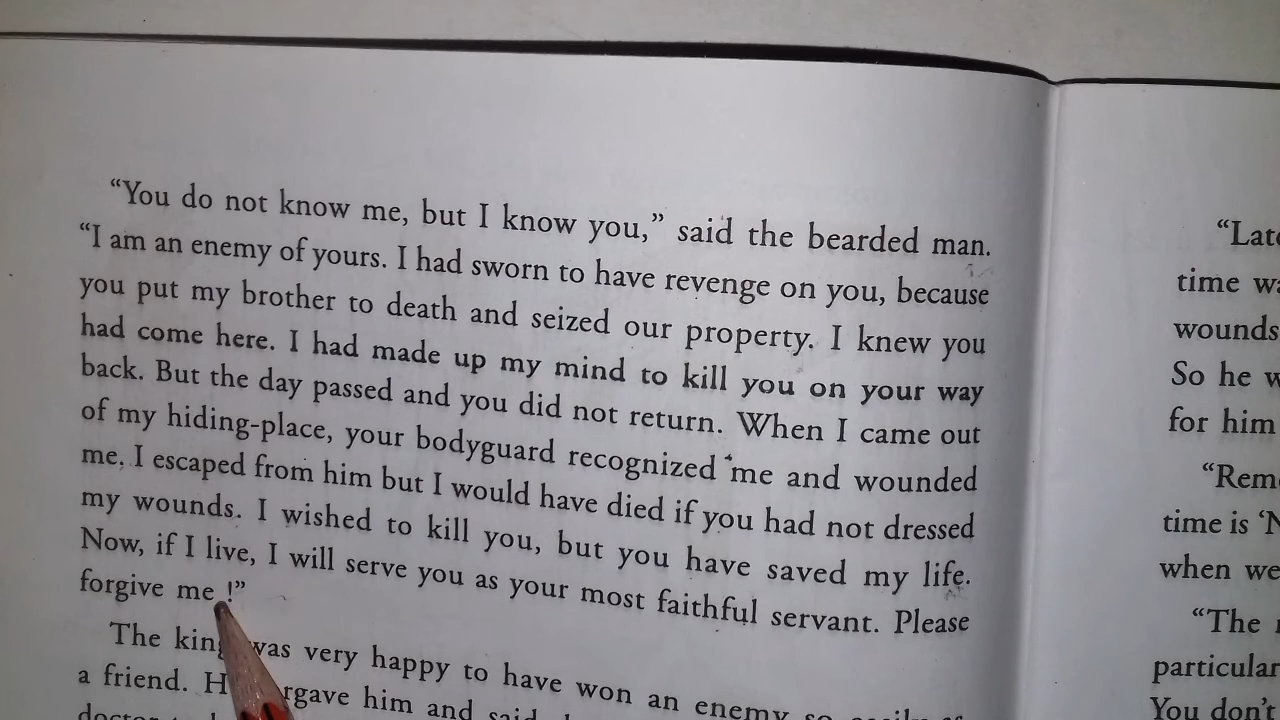 “You do not know me, but I know you,” said the bearded man.
“I am an enemy of yours. I had sworn to have revenge on you, because
you put my brother to death and seized our property. I knew you
had come here. I had made up my mind to kill you on your way
back. But the day passed and you did not return. When I came out
of my hiding-place, your bodyguard recognized me and wounded
me. I escaped from him but I would have died if you had not dressed
my wounds. I wished to kill you, but you have saved my life.
Now, if I live, I will serve you as your most faithful servant. Please
forgive me !”
The king was very happy to have won an enemy so easily as
a friend. him and said
“Late
time
wounds
So he
for him
“Rem
time is ‘N
when we
“The
particular
You don’t